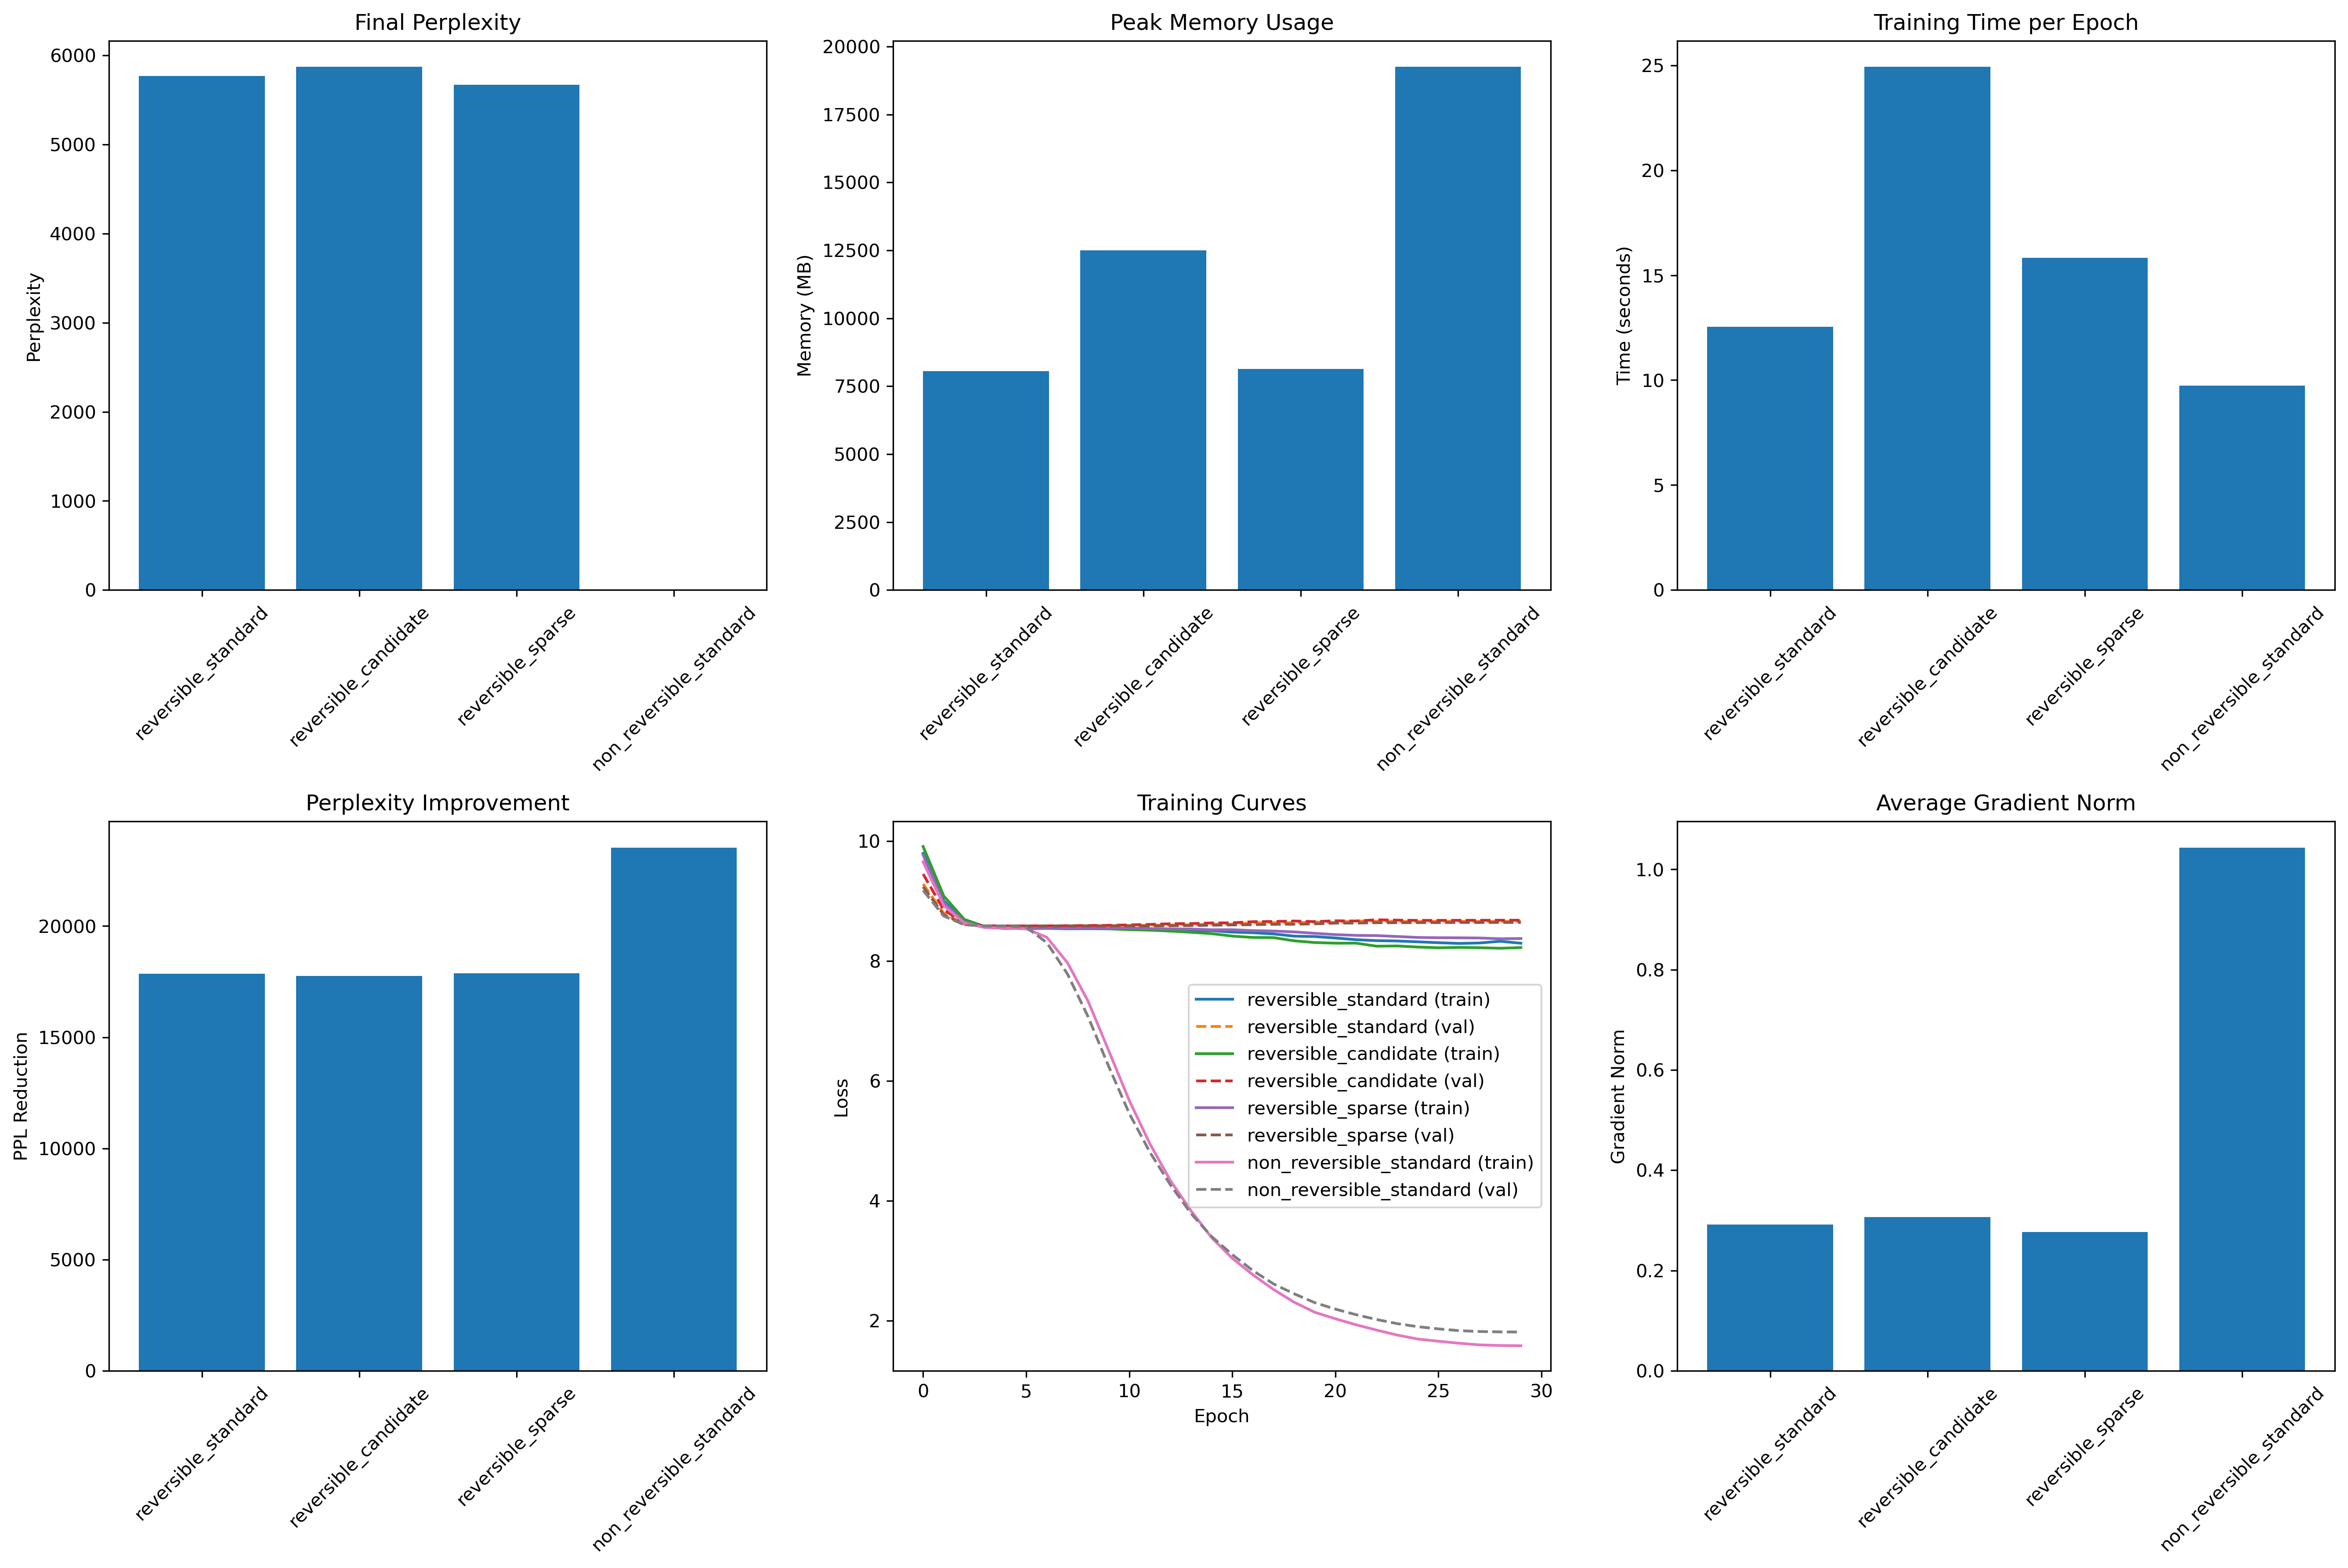 Final Perplexity
Perplexity
6000
5000
4000
3000
2000
1000
0
reversible_standard
reversible_candidate
reversible_sparse
non_reversible_standard
Peak Memory Usage
Memory (MB)
20000
17500
15000
12500
10000
7500
5000
2500
0
reversible_standard
reversible_candidate
reversible_sparse
non_reversible_standard
Training Time per Epoch
Time (seconds)
25
20
15
10
5
0
reversible_standard
reversible_candidate
reversible_sparse
non_reversible_standard
Perplexity Improvement
PPL Reduction
20000
15000
10000
5000
0
reversible_standard
reversible_candidate
reversible_sparse
non_reversible_standard
Training Curves
Loss
10
8
6
4
2
reversible_standard (train)
reversible_standard (val)
reversible_candidate (train)
reversible_candidate (val)
reversible_sparse (train)
reversible_sparse (val)
non_reversible_standard (train)
non_reversible_standard (val)
0
5
10
15
20
25
30
Epoch
Average Gradient Norm
Gradient Norm
1.0
0.8
0.6
0.4
0.2
0.0
reversible_standard
reversible_candidate
reversible_sparse
non_reversible_standard